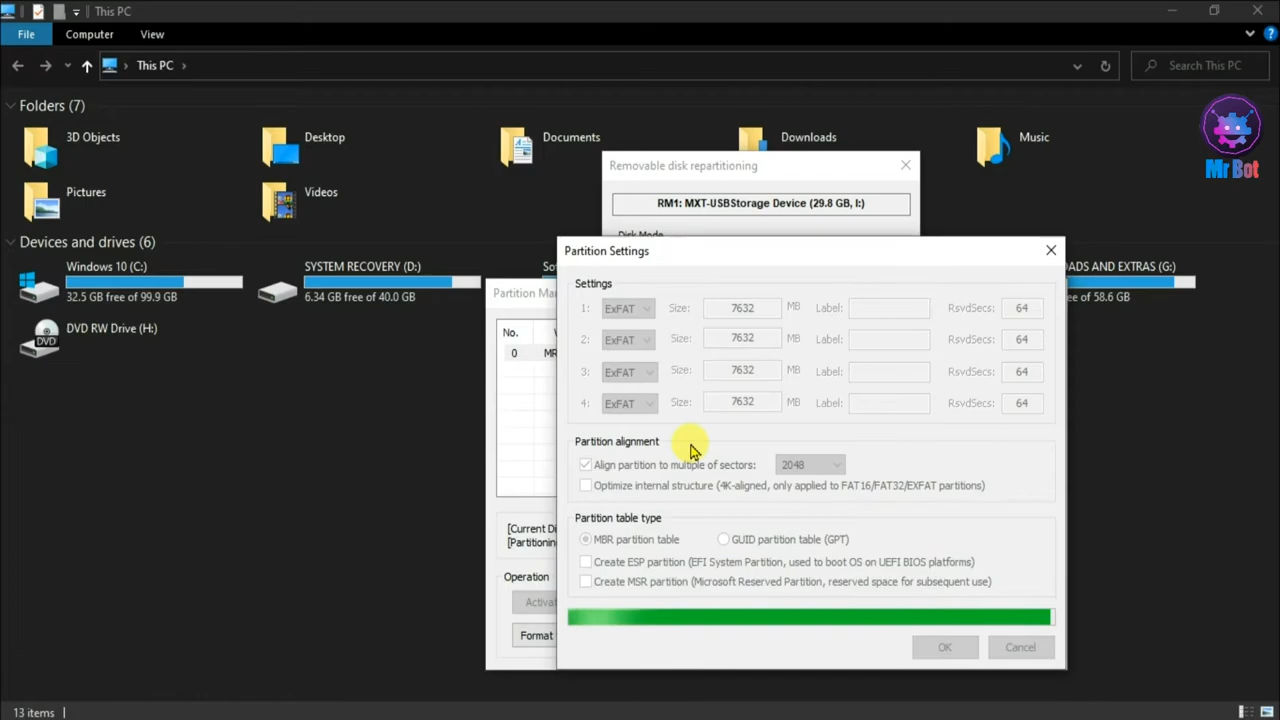 This PC
File Computer View
This PC
Search This PC
Folders (7)
3D Objects
Desktop
Documents
Downloads
Music
Pictures
Videos
Devices and drives (6)
Windows 10 (C:)
32.5 GB free of 99.9 GB
SYSTEM RECOVERY (D:)
6.34 GB free of 40.0 GB
OADS AND EXTRAS (G:)
free of 58.6 GB
DVD RW Drive (H:)
DVD
Mr Bot
Removable disk repartitioning
RM1: MXT-USBStorage Device (29.8 GB, I:)
Disk Mode
Partition Ma
No.
0 MR
[Current Di
[Partitionin
Operation
Activa
Format
Partition Settings
Settings
1: ExFAT Size: 7632 MB Label: RsvdSecs: 64
2: ExFAT Size: 7632 MB Label: RsvdSecs: 64
3: ExFAT Size: 7632 MB Label: RsvdSecs: 64
4: ExFAT Size: 7632 MB Label: RsvdSecs: 64
Partition alignment
Align partition to multiple of sectors: 2048
Optimize internal structure (4K-aligned, only applied to FAT16/FAT32/EXFAT partitions)
Partition table type
MBR partition table GUID partition table (GPT)
Create ESP partition (EFI System Partition, used to boot OS on UEFI BIOS platforms)
Create MSR partition (Microsoft Reserved Partition, reserved space for subsequent use)
OK Cancel
13 items